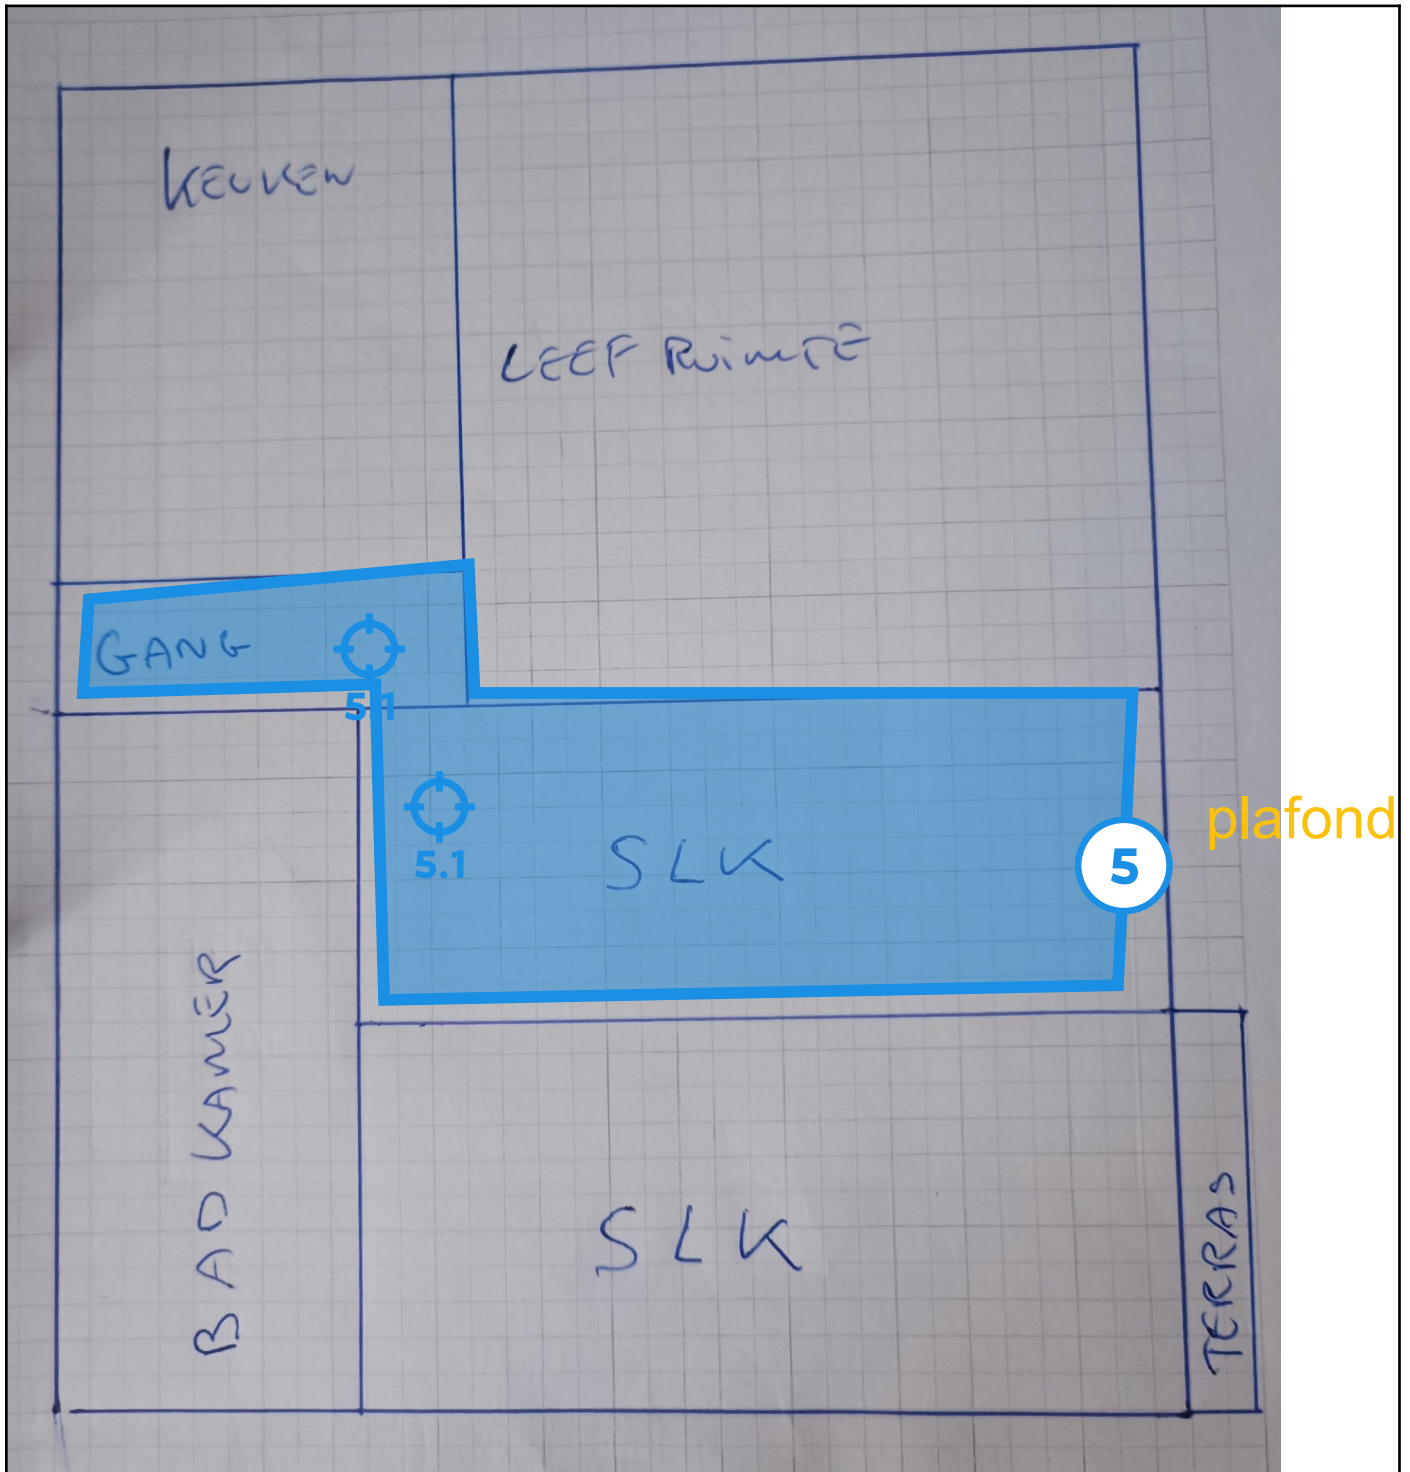 KEUKEN
LEEF RUIMTE
GANG
5.1
5.1
SLK
5
plafond
BADKAMER
SLK
TERRAS